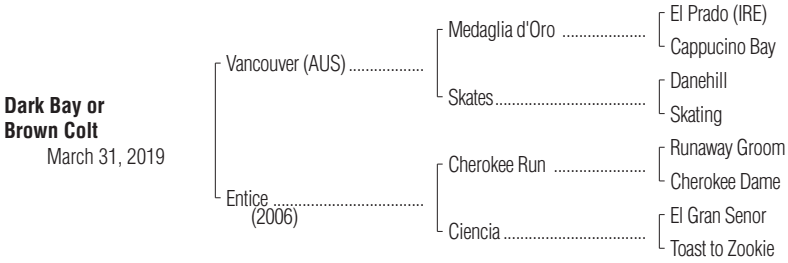 El Prado (IRE)
Medaglia d'Oro ....................
Cappucino Bay
Vancouver (AUS) ..................
Danehill
Skates....................................
Skating
Dark Bay or
Brown Colt
March 31, 2019
Runaway Groom
Cherokee Run ......................
Cherokee Dame
Entice ....................................
(2006)
El Gran Senor
Ciencia ..................................
Toast to Zookie